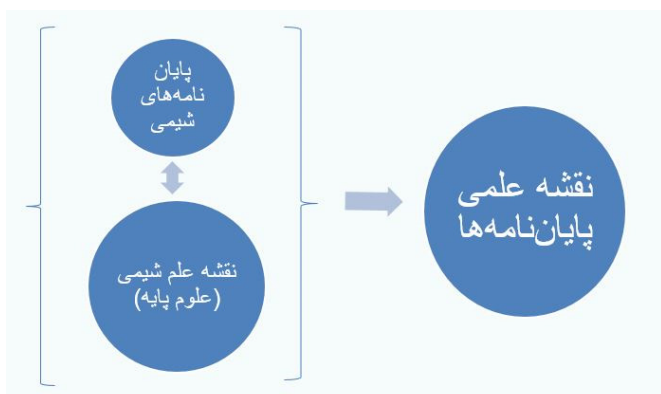 پایان
نامه‌های
شیمی
نقشه علم شیمی
(علوم پایه)
نقشه علمی
پایان‌نامه‌ها